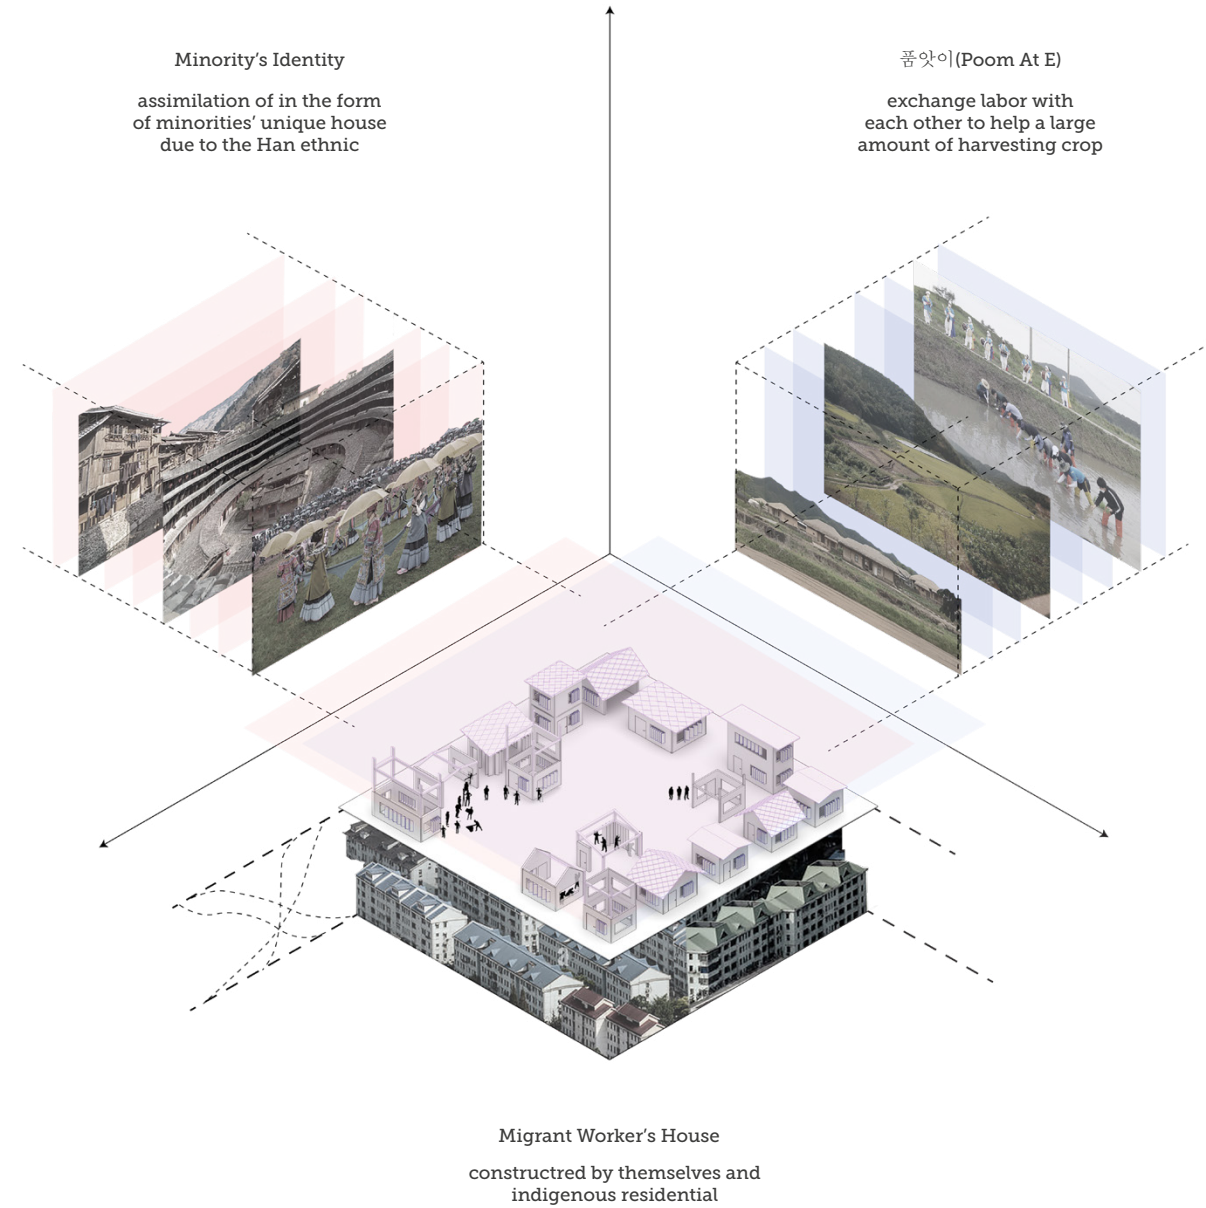 Minority’s Identity
assimilation of in the form
of minorities’ unique house
due to the Han ethnic
품앗이(Poom At E)
exchange labor with
each other to help a large
amount of harvesting crop
Migrant Worker’s House
constructred by themselves and
indigenous residential